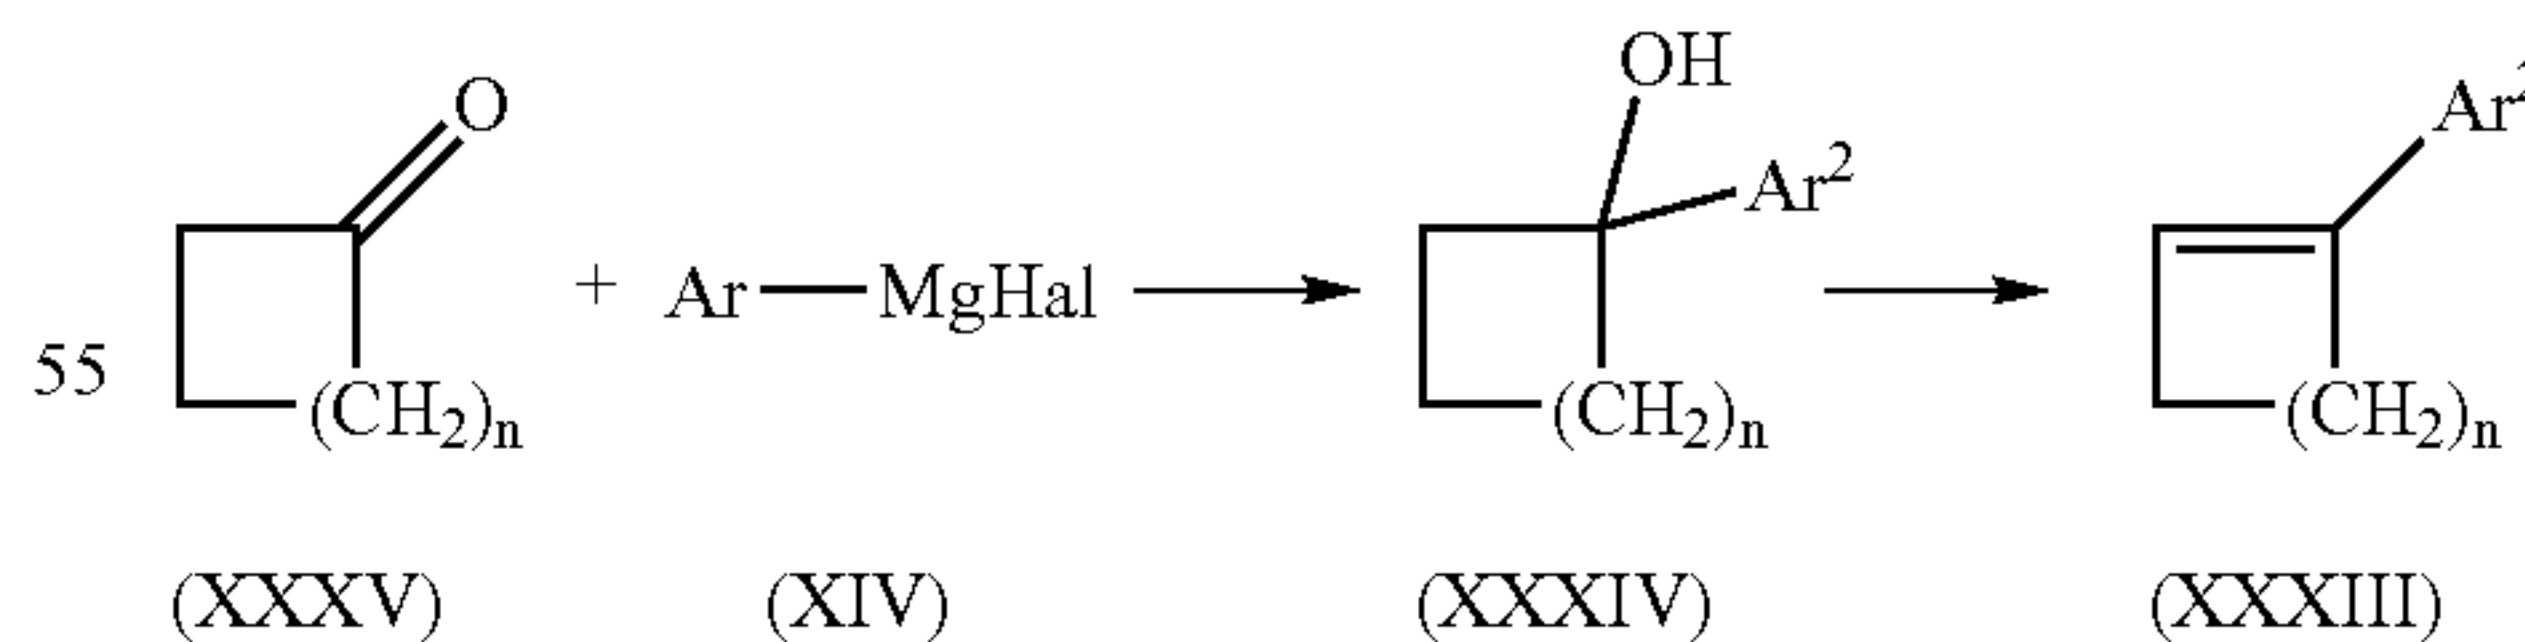 OH
O
Ar²
Ar²
+ Ar—MgHal
55
(CH₂)ₙ (CH₂)ₙ (CH₂)ₙ
(XXXV) (XIV) (XXXIV) (XXXIII)